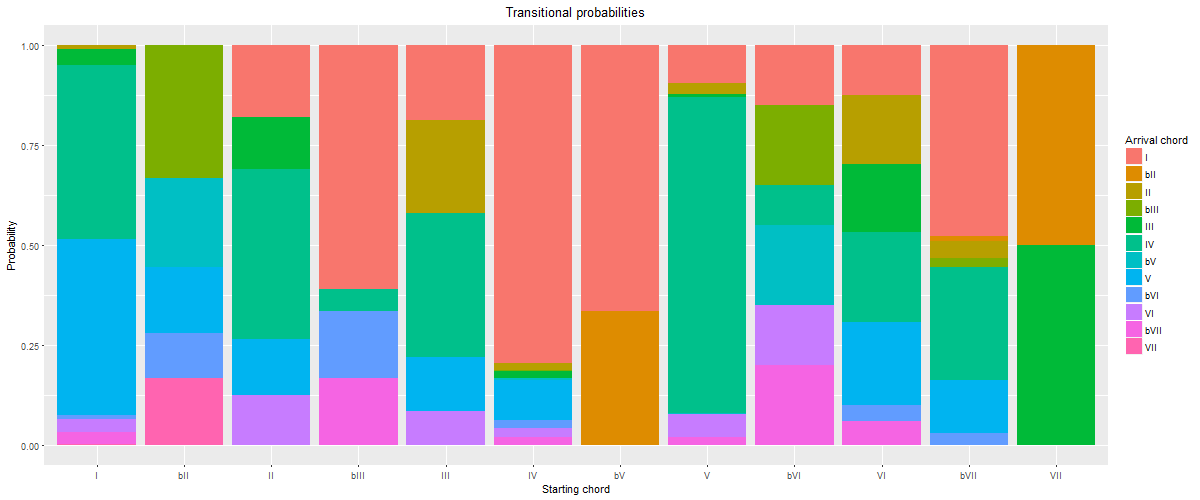 Transitional probabilities
Probability
1.00
0.75
0.50
0.25
0.00
I bII II bIII III IV bV V bVI VI bVII VII
Starting chord
Arrival chord
I
bII
II
bIII
III
IV
bV
V
bVI
VI
bVII
VII